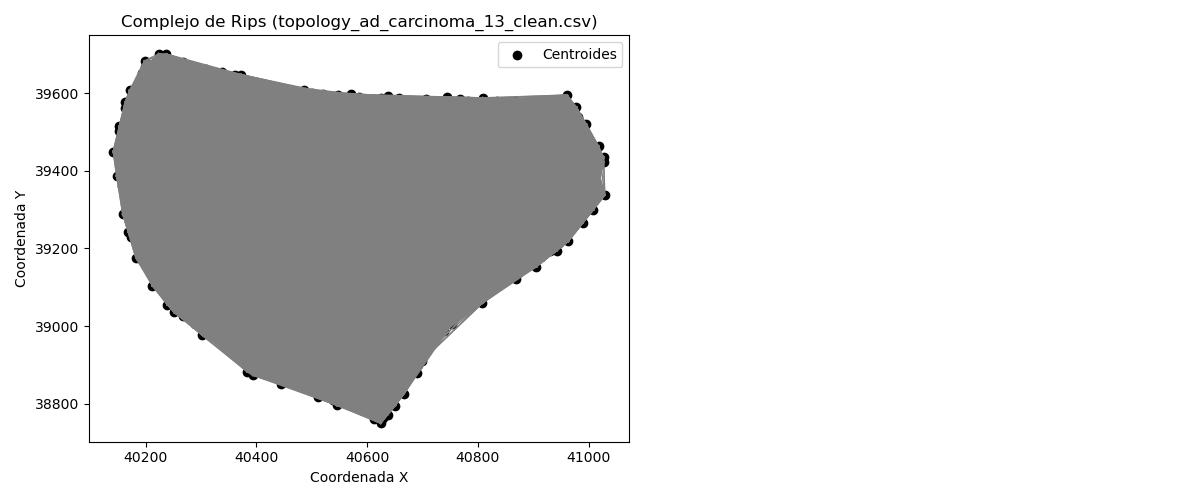 Complejo de Rips (topology_ad_carcinoma_13_clean.csv)
Centroides
39600
39400
39200
39000
38800
Coordenada Y
40200 40400 40600 40800 41000
Coordenada X